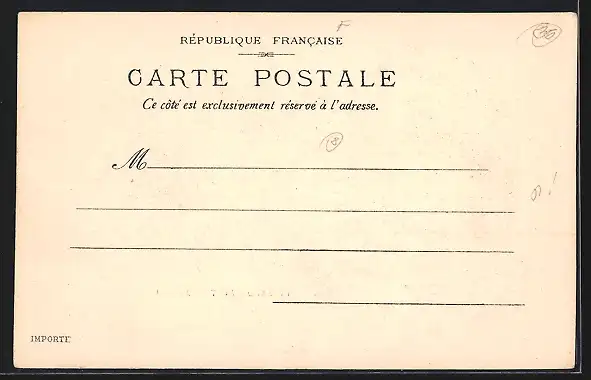 F
RÉPUBLIQUE FRANÇAISE
CARTE POSTALE
Ce côté est exclusivement réservé à l'adresse.
M
IMPORTÉ